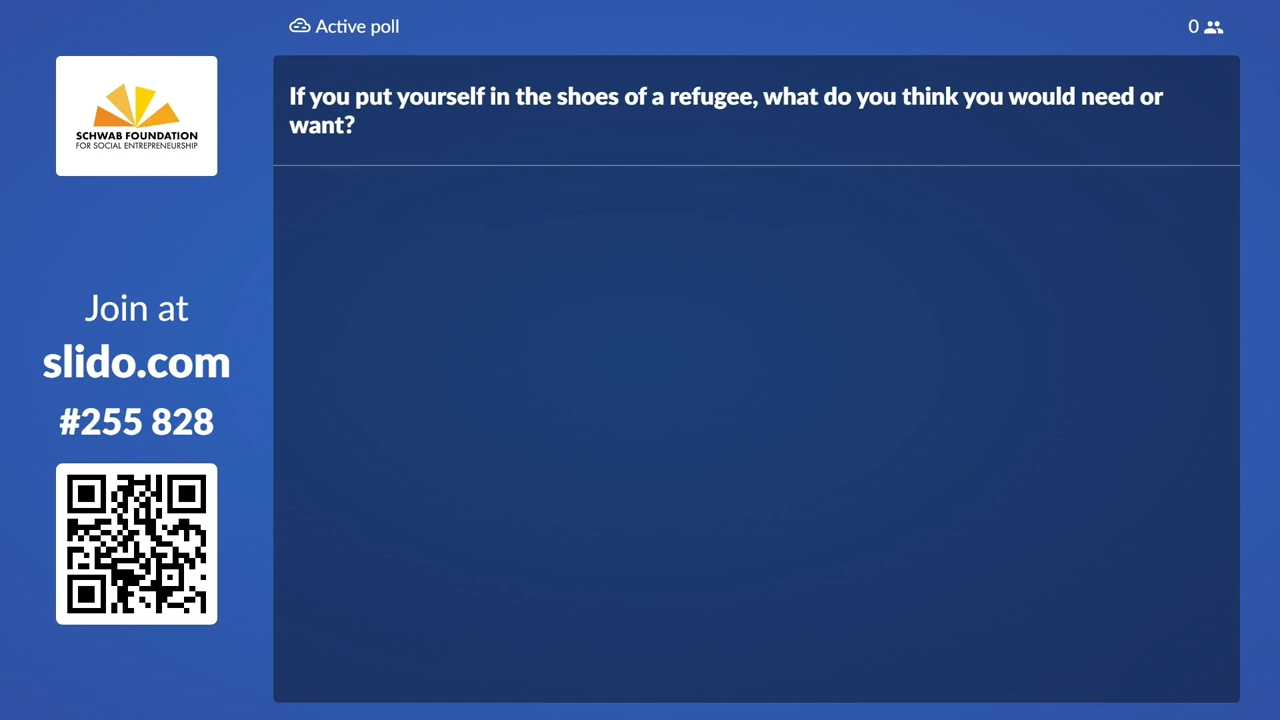 Active poll
0
SCHWAB FOUNDATION
FOR SOCIAL ENTREPRENEURSHIP
If you put yourself in the shoes of a refugee, what do you think you would need or
want?
Join at
slido.com
#255 828